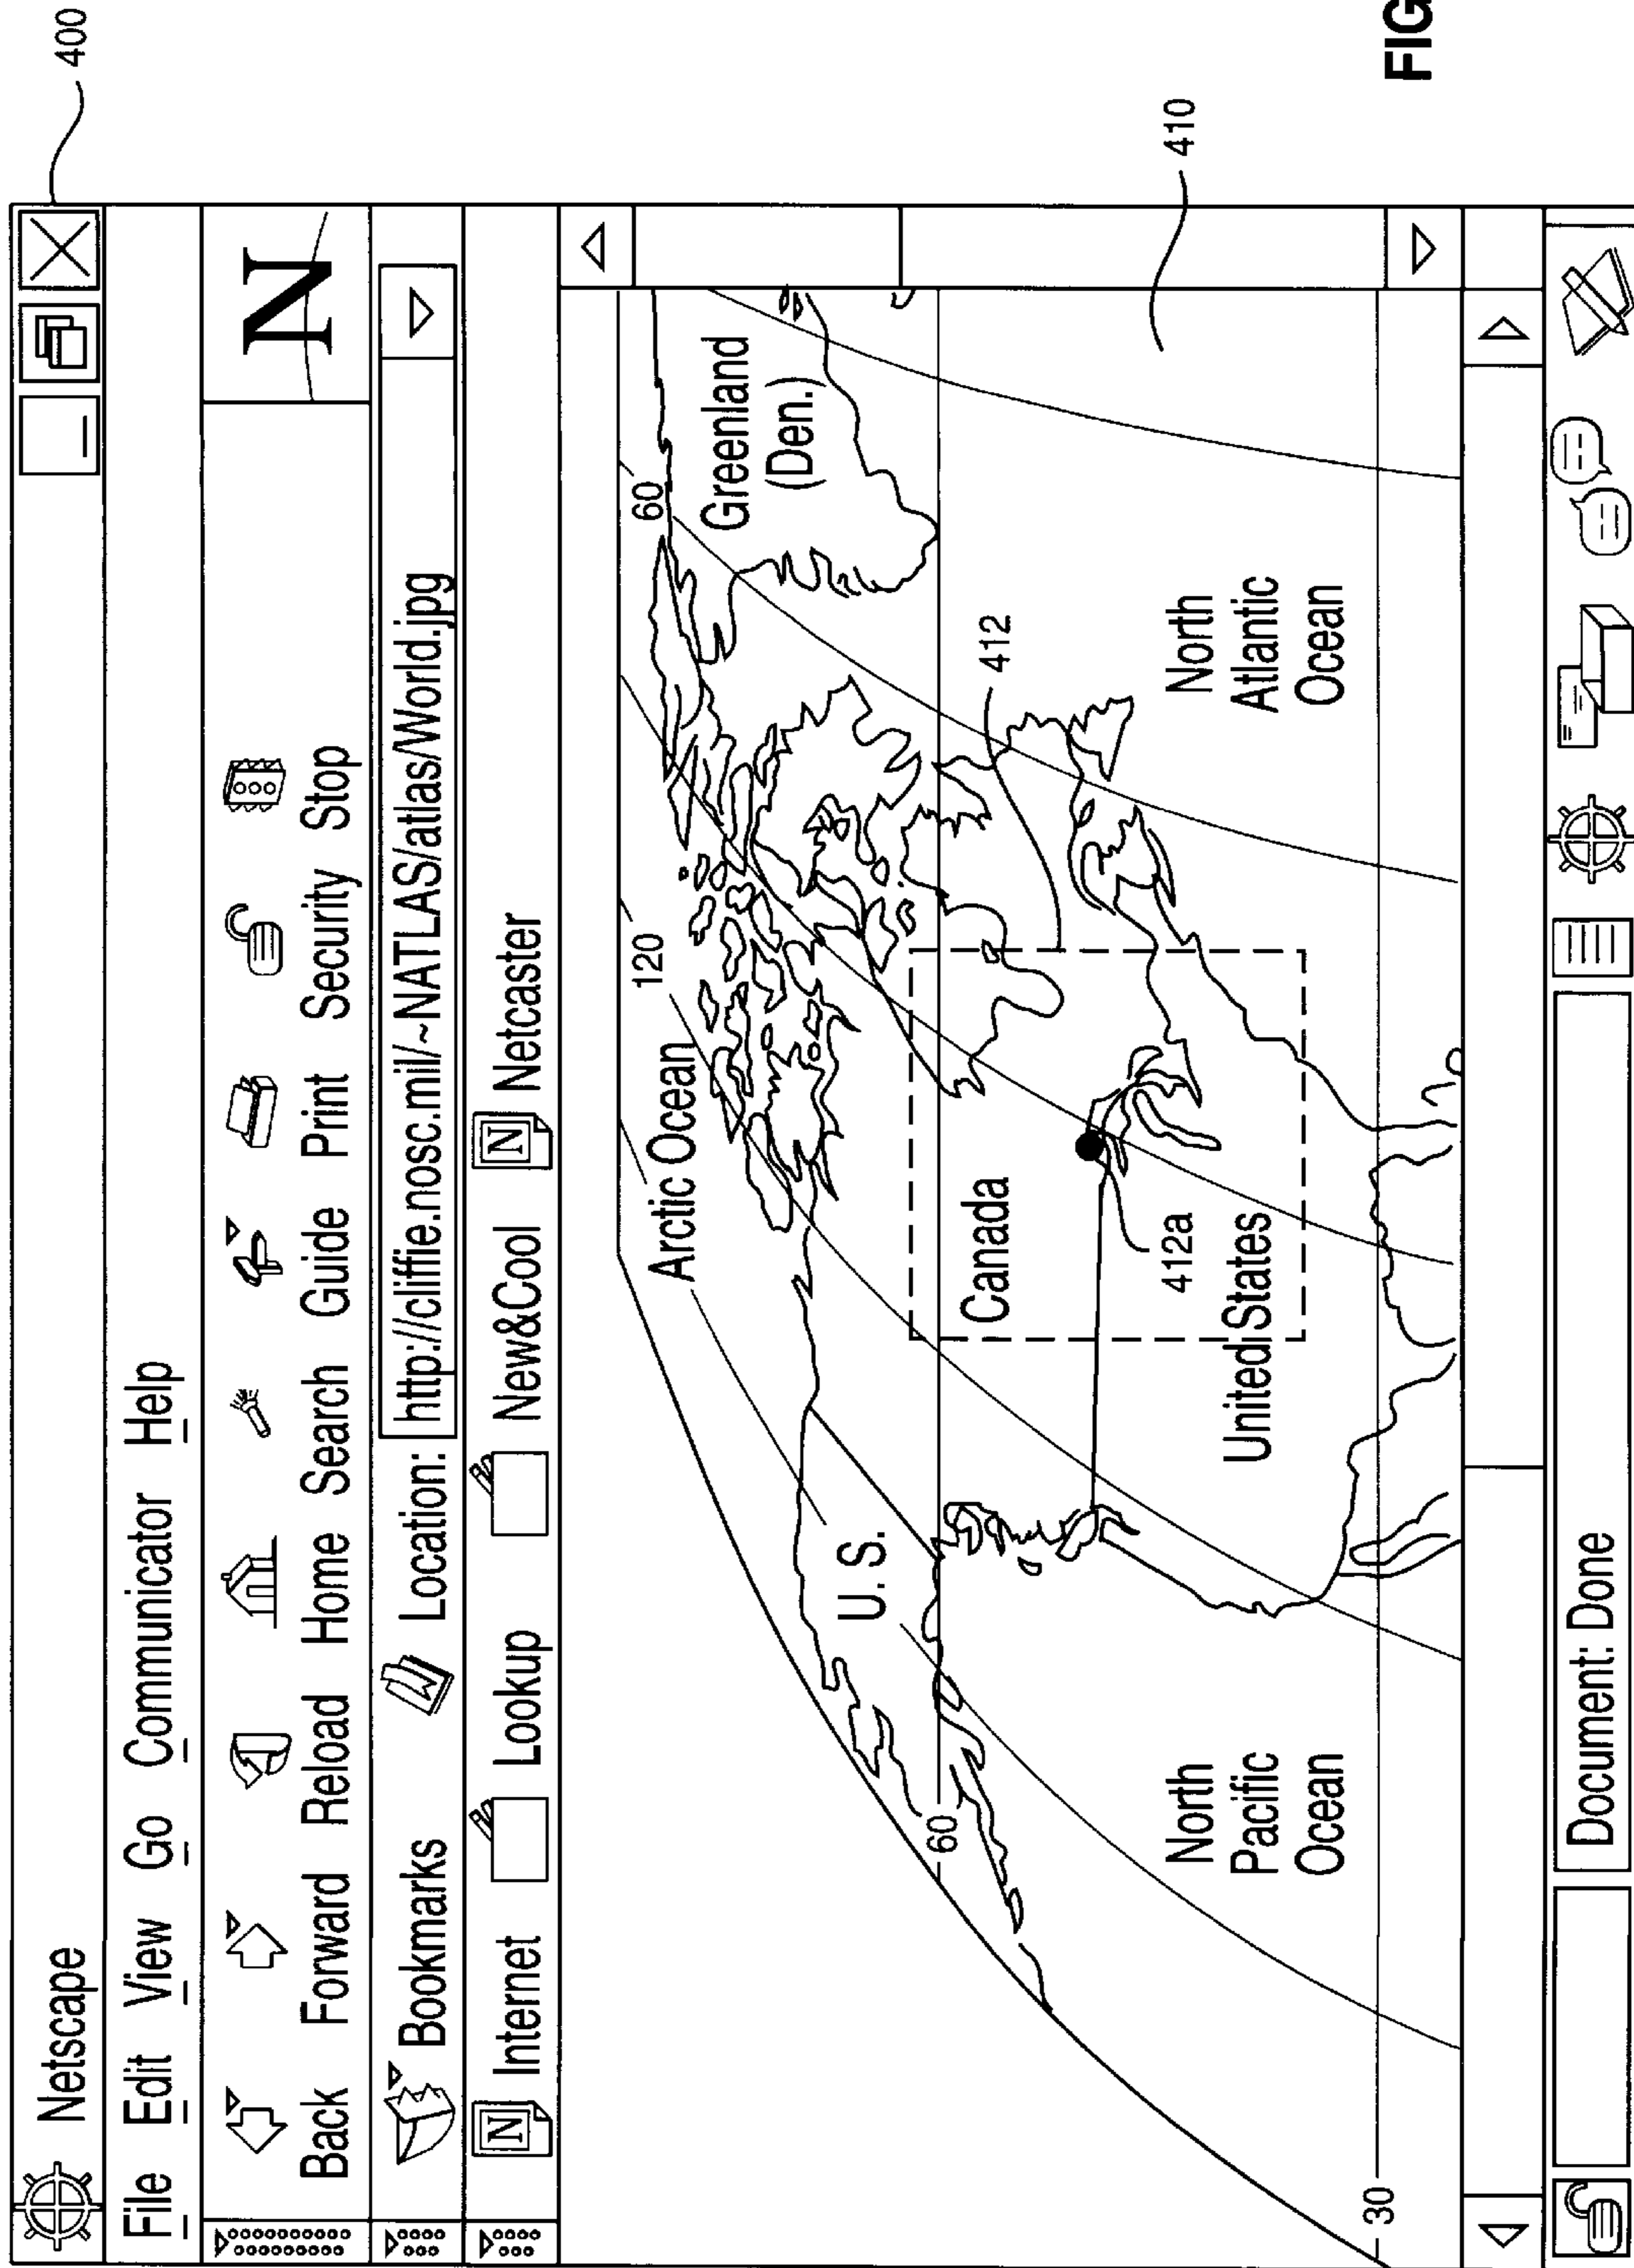 400
Netscape
File Edit View Go Communicator Help
N
Back Forward Reload Home Search Guide Print Security Stop
Bookmarks Location: http://cliffie.nosc.mil/~NATLAS/atlas/World.jpg
N Internet Lookup New&Cool N Netcaster
Arctic Ocean
120
60
Greenland
(Den.)
U.S.
60
Canada
412
412a
410
United States
North
Pacific
Ocean
North
Atlantic
Ocean
30
Document: Done
FIG